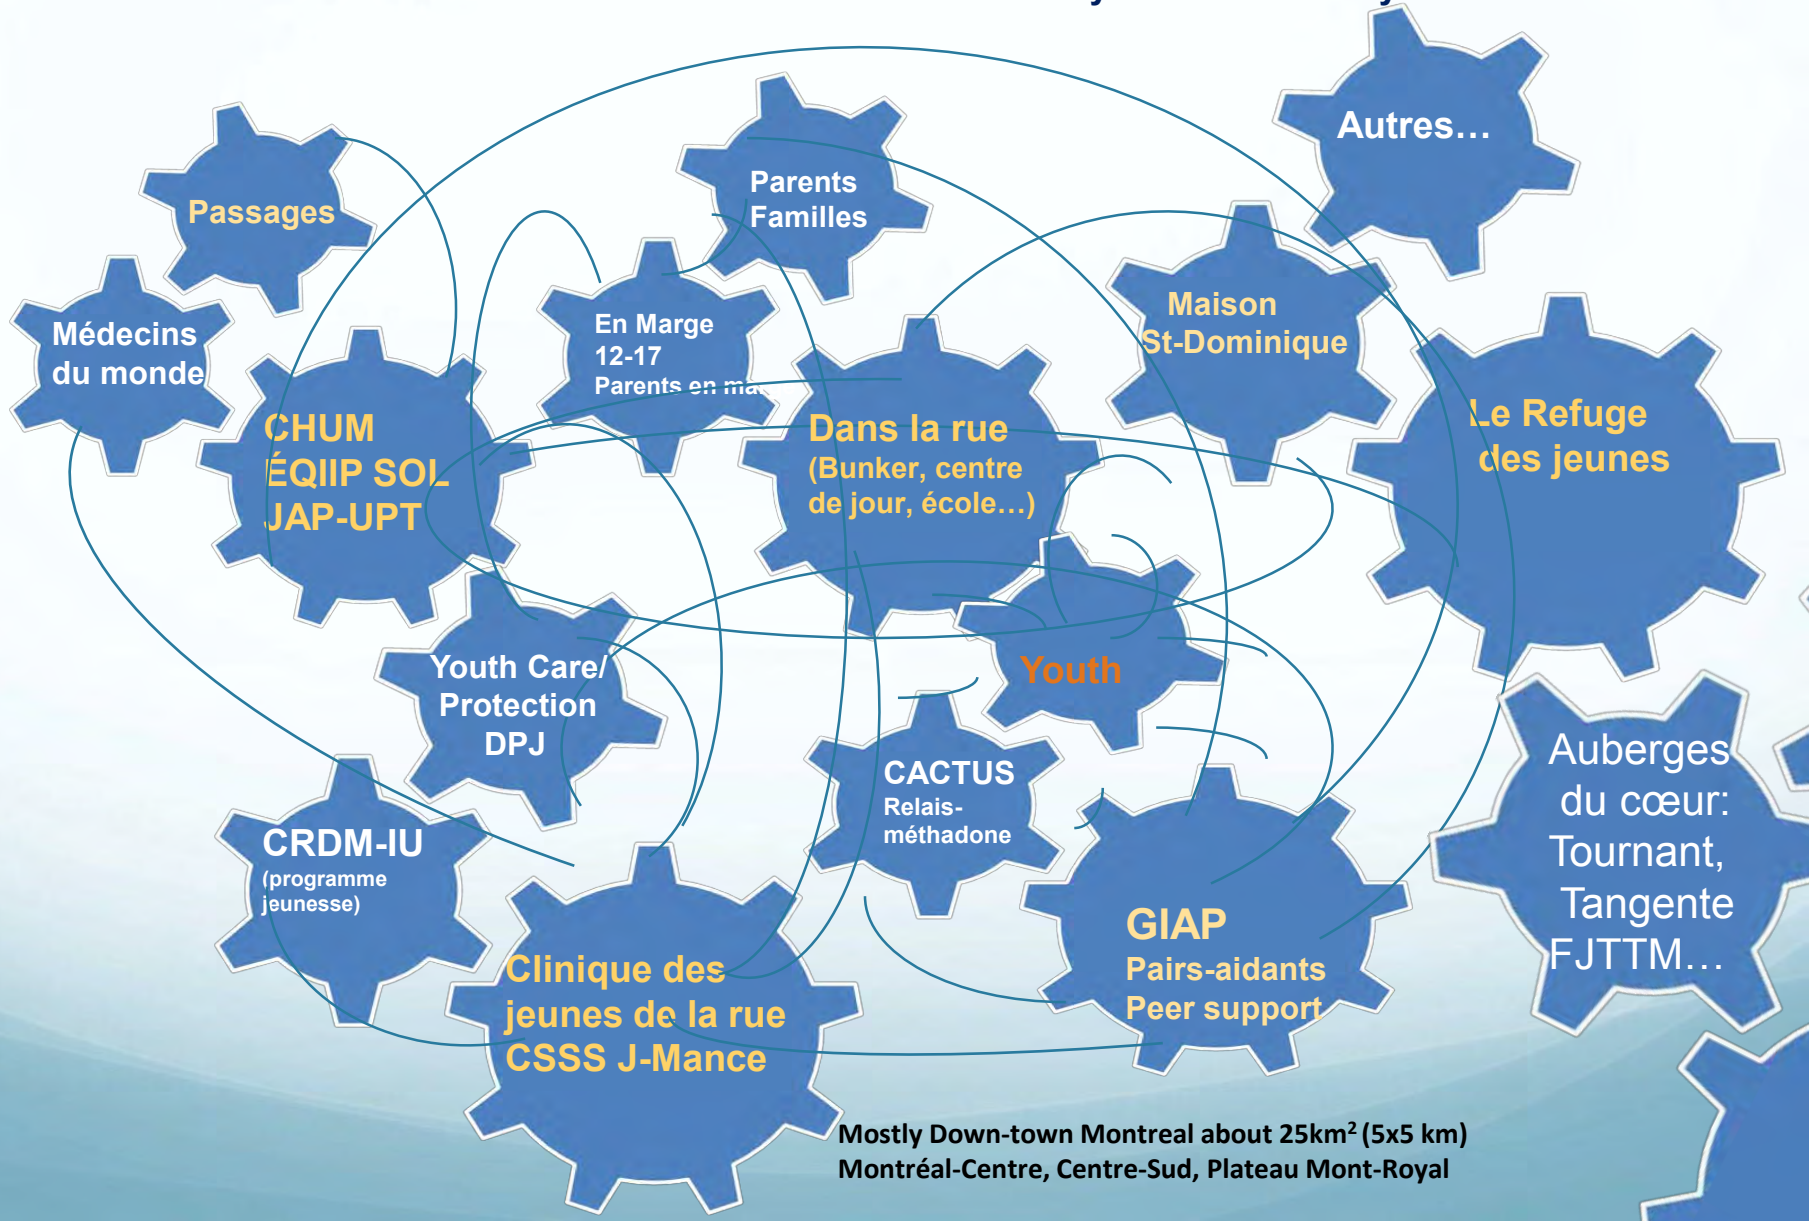 Autres…
Parents
Familles
Passages
Maison
St-Dominique
Médecins
du monde
En Marge
12-17
Parents en ma
CHUM
ÉQIIP SOL
JAP-UPT
Dans la rue
(Bunker, centre
de jour, école…)
Le Refuge
des jeunes
Youth Care/
Protection
DPJ
Youth
CACTUS
Relais-
méthadone
Auberges
du cœur:
Tournant,
Tangente
FJTTM…
CRDM-IU
(programme
jeunesse)
GIAP
Pairs-aidants
Peer support
Clinique des
jeunes de la rue
CSSS J-Mance
Mostly Down-town Montreal about 25km² (5x5 km)
Montréal-Centre, Centre-Sud, Plateau Mont-Royal